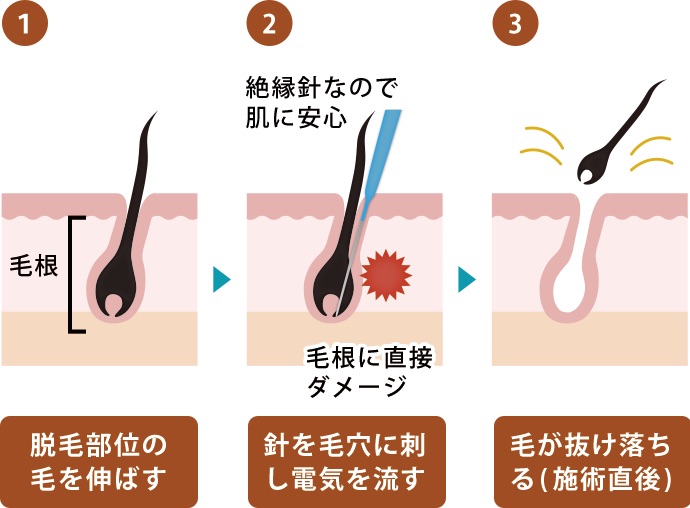 1
毛根
脱毛部位の
毛を伸ばす
2
絶縁針なので
肌に安心
毛根に直接
ダメージ
針を毛穴に刺
し電気を流す
3
毛が抜け落ち
る(施術直後)